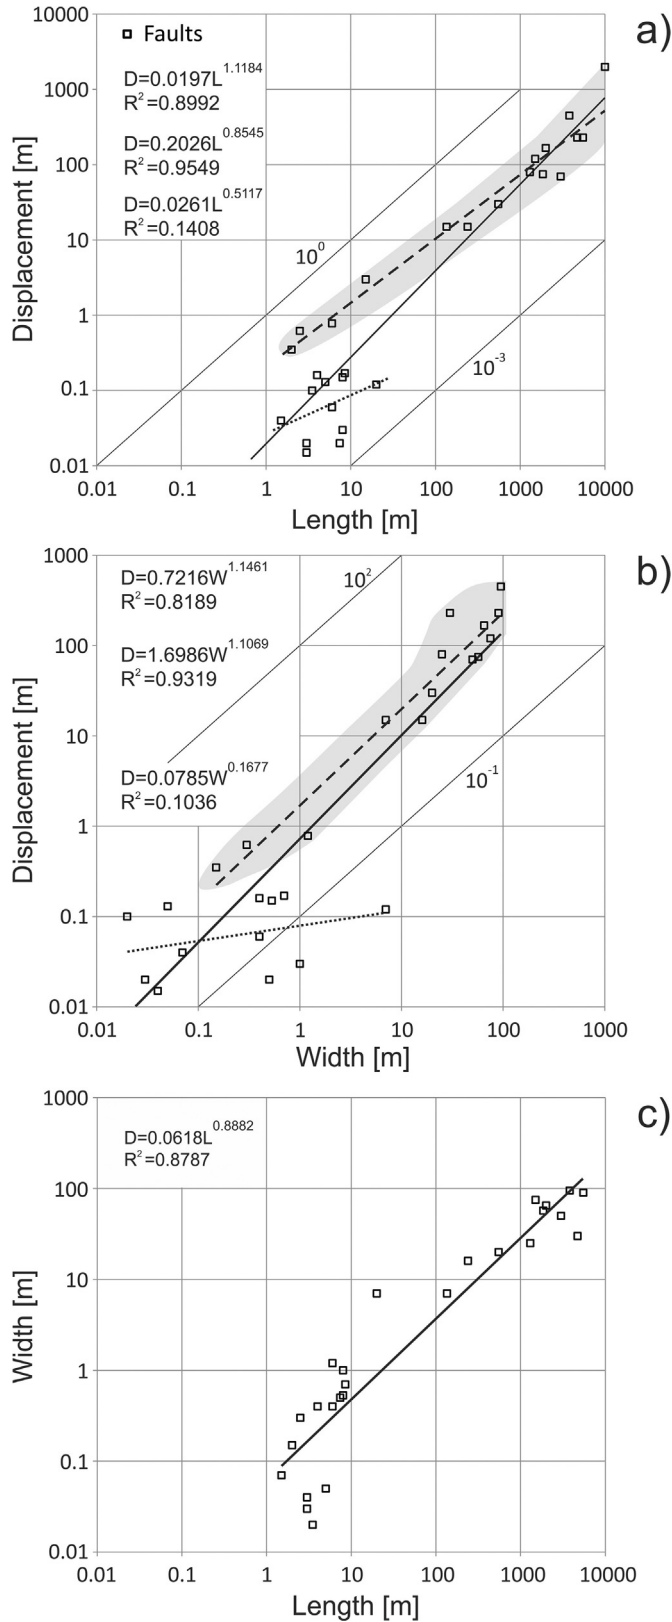 a)
Faults
D=0.0197L^1.1184
R²=0.8992
D=0.2026L^0.8545
R²=0.9549
D=0.0261L^0.5117
R²=0.1408
10^0
10^-3
10000
1000
100
10
1
0.1
0.01
Displacement [m]
0.01 0.1 1 10 100 1000 10000
Length [m]
b)
D=0.7216W^1.1461
R²=0.8189
D=1.6986W^1.1069
R²=0.9319
D=0.0785W^0.1677
R²=0.1036
10^2
10^-1
1000
100
10
1
0.1
0.01
Displacement [m]
0.01 0.1 1 10 100 1000
Width [m]
c)
D=0.0618L^0.8882
R²=0.8787
1000
100
10
1
0.1
0.01
Width [m]
0.01 0.1 1 10 100 1000 10000
Length [m]